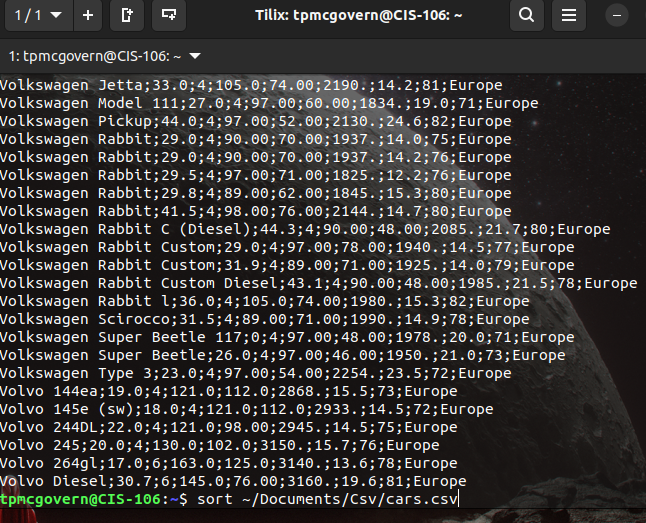 1 / 1
Tilix: tpmcgovern@CIS-106: ~
1: tpmcgovern@CIS-106: ~
Volkswagen Jetta;33.0;4;105.0;74.00;2190.;14.2;81;Europe
Volkswagen Model 111;27.0;4;97.00;60.00;1834.;19.0;71;Europe
Volkswagen Pickup;44.0;4;97.00;52.00;2130.;24.6;82;Europe
Volkswagen Rabbit;29.0;4;90.00;70.00;1937.;14.0;75;Europe
Volkswagen Rabbit;29.0;4;90.00;70.00;1937.;14.2;76;Europe
Volkswagen Rabbit;29.5;4;97.00;71.00;1825.;12.2;76;Europe
Volkswagen Rabbit;29.8;4;89.00;62.00;1845.;15.3;80;Europe
Volkswagen Rabbit;41.5;4;98.00;76.00;2144.;14.7;80;Europe
Volkswagen Rabbit C (Diesel);44.3;4;90.00;48.00;2085.;21.7;80;Europe
Volkswagen Rabbit Custom;29.0;4;97.00;78.00;1940.;14.5;77;Europe
Volkswagen Rabbit Custom;31.9;4;89.00;71.00;1925.;14.0;79;Europe
Volkswagen Rabbit Custom Diesel;43.1;4;90.00;48.00;1985.;21.5;78;Europe
Volkswagen Rabbit l;36.0;4;105.0;74.00;1980.;15.3;82;Europe
Volkswagen Scirocco;31.5;4;89.00;71.00;1990.;14.9;78;Europe
Volkswagen Super Beetle 117;0;4;97.00;48.00;1978.;20.0;71;Europe
Volkswagen Super Beetle;26.0;4;97.00;46.00;1950.;21.0;73;Europe
Volkswagen Type 3;23.0;4;97.00;54.00;2254.;23.5;72;Europe
Volvo 144ea;19.0;4;121.0;112.0;2868.;15.5;73;Europe
Volvo 145e (sw);18.0;4;121.0;112.0;2933.;14.5;72;Europe
Volvo 244DL;22.0;4;121.0;98.00;2945.;14.5;75;Europe
Volvo 245;20.0;4;130.0;102.0;3150.;15.7;76;Europe
Volvo 264gl;17.0;6;163.0;125.0;3140.;13.6;78;Europe
Volvo Diesel;30.7;6;145.0;76.00;3160.;19.6;81;Europe
tpmcgovern@CIS-106:~$ sort ~/Documents/Csv/cars.csv